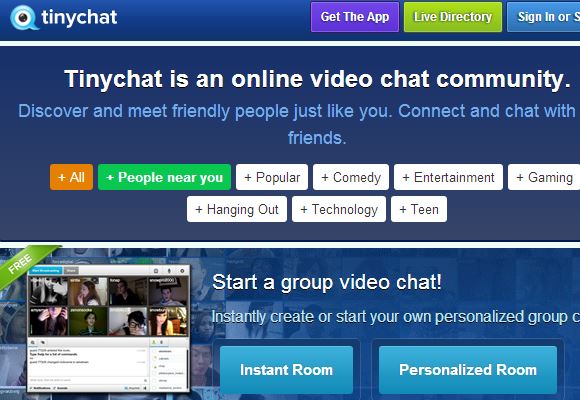 tinychat
Get The App
Live Directory
Sign In or S
Tinychat is an online video chat community.
Discover and meet friendly people just like you. Connect and chat with
friends.
+ All
+ People near you
+ Popular
+ Comedy
+ Entertainment
+ Gaming
+ Hanging Out
+ Technology
+ Teen
FREE
Start Broadcasting
Start a group video chat!
Instantly create or start your own personalized group c
Instant Room
Personalized Room